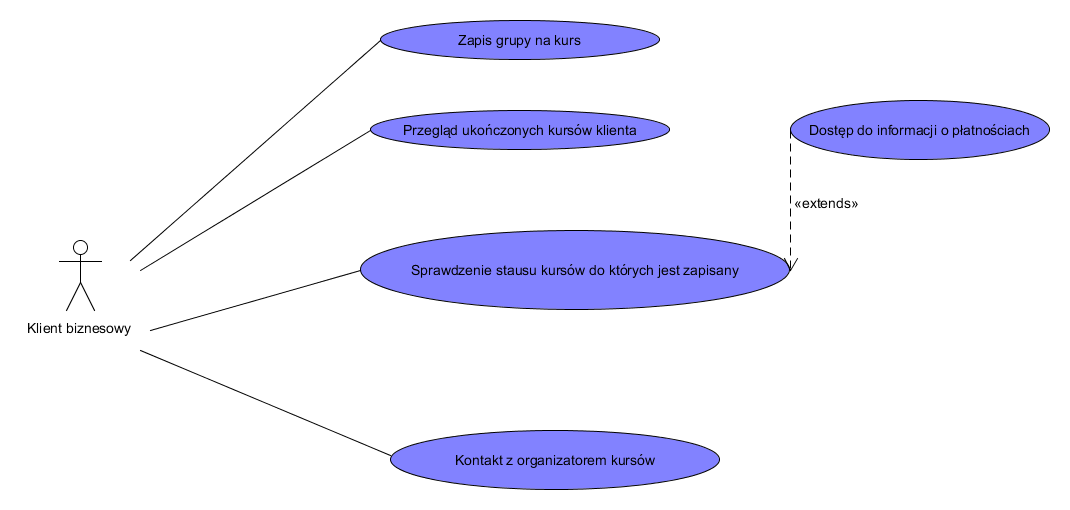 Zapis grupy na kurs
Przegląd ukończonych kursów klienta
Dostęp do informacji o płatnościach
«extends»
Sprawdzenie stausu kursów do których jest zapisany
Klient biznesowy
Kontakt z organizatorem kursów